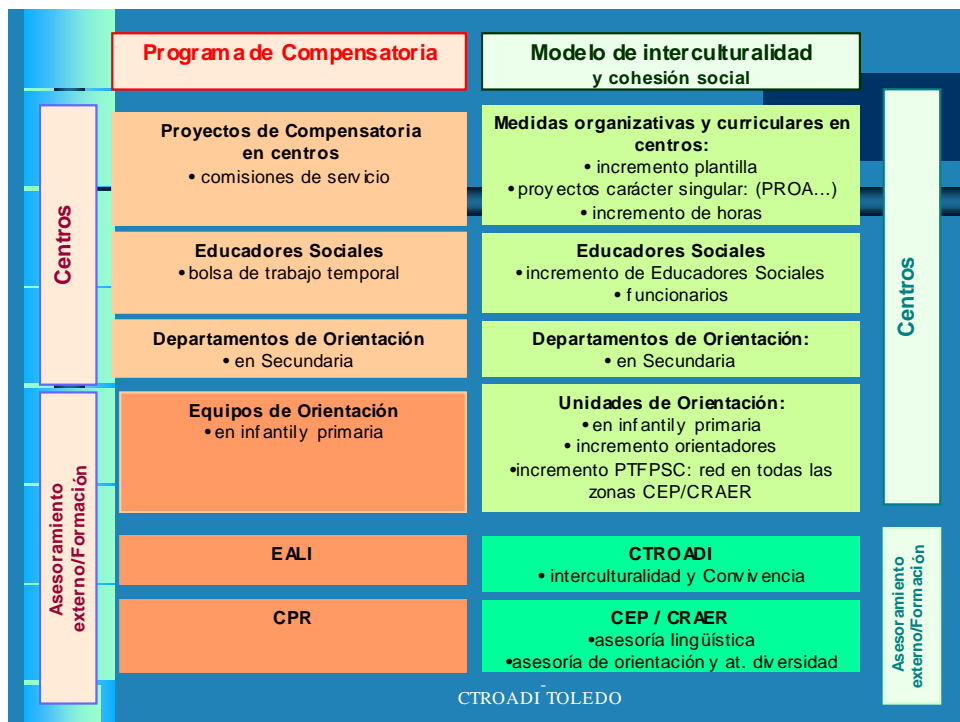 Programa de Compensatoria
Modelo de interculturalidad
y cohesión social
Centros
Proyectos de Compensatoria
en centros
• comisiones de servicio
Medidas organizativas y curriculares en
centros:
• incremento plantilla
• proyectos carácter singular: (PROA...)
• incremento de horas
Educadores Sociales
• bolsa de trabajo temporal
Educadores Sociales
• incremento de Educadores Sociales
• funcionarios
Departamentos de Orientación
• en Secundaria
Departamentos de Orientación:
• en Secundaria
Centros
Asesoramiento
externo/Formación
Equipos de Orientación
• en infantil y primaria
Unidades de Orientación:
• en infantil y primaria
• incremento orientadores
• incremento PTFPSC: red en todas las
zonas CEP/CRAER
EALI
CTROADI
• interculturalidad y Convivencia
CPR
CEP / CRAER
• asesoría lingüística
• asesoría de orientación y at. diversidad
Asesoramiento
externo/Formación
CTROADI-TOLEDO